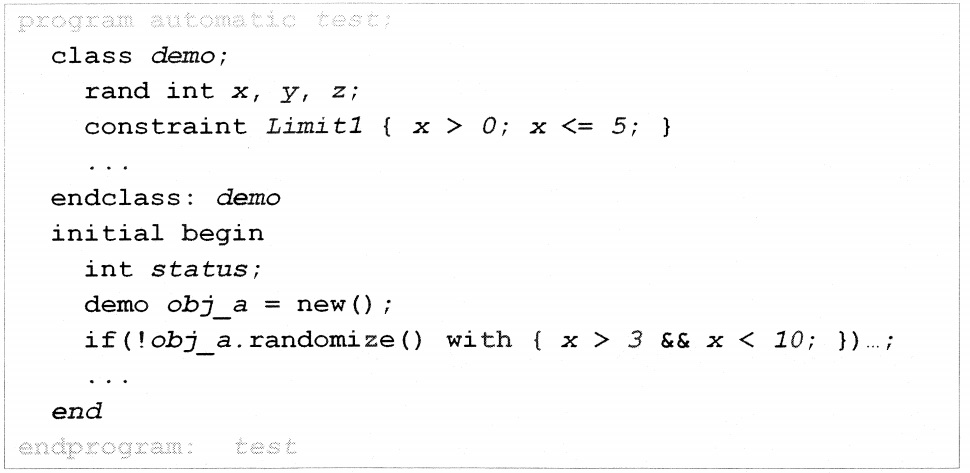 program automatic test;
class demo;
rand int x, y, z;
constraint Limit1 { x > 0; x <= 5; }
...
endclass: demo
initial begin
int status;
demo obj_a = new();
if(!obj_a.randomize() with { x > 3 && x < 10; })…;
...
end
endprogram: test